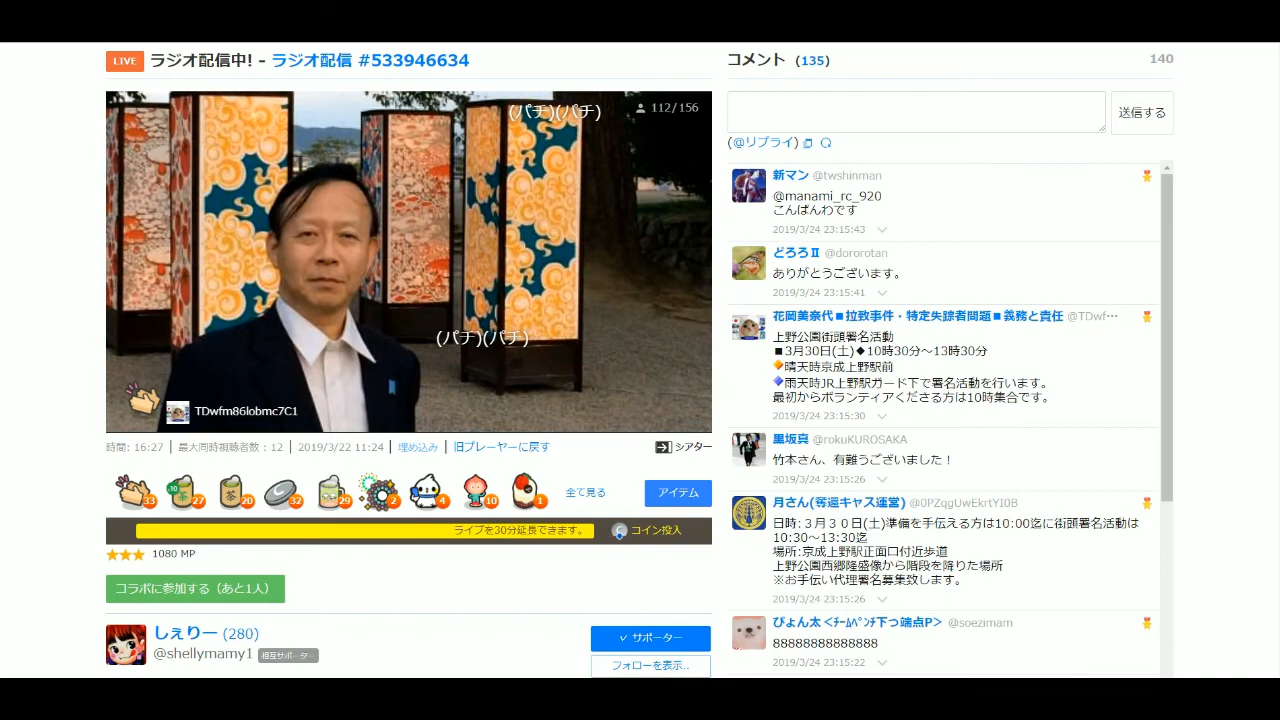 LIVE ラジオ配信中! - ラジオ配信 #533946634
(パチ)(パチ)
112/156
(パチ)(パチ)
TDwfm86lobmc7C1
時間: 16:27 | 最大同時視聴者数 : 12 | 2019/3/22 11:24 | 埋め込み | 旧プレーヤーに戻す
シアター
33
+10
茶
27
茶
20
32
29
2
4
10
1
全て見る
アイテム
ライブを30分延長できます。
C コイン投入
1080 MP
コラボに参加する（あと1人）
しぇりー (280)
@shellymamy1 相互サポーター
✓ サポーター
フォローを表示..
コメント (135)
140
送信する
(@リプライ)
新マン @twshinman
@manami_rc_920
こんばんわです
2019/3/24 23:15:43
どろろⅡ @dororotan
ありがとうございます。
2019/3/24 23:15:41
花岡美奈代■拉致事件・特定失踪者問題■義務と責任 @TDwf…
上野公園街頭署名活動
■3月30日(土)◆10時30分～13時30分
🔶晴天時京成上野駅前
🔷雨天時JR上野駅ガード下で署名活動を行います。
最初からボランティアくださる方は10時集合です。
2019/3/24 23:15:30
黒坂真 @rokuKUROSAKA
竹本さん、有難うございました！
2019/3/24 23:15:26
月さん(奪還キャス運営) @0PZqgUwEkrtYI0B
日時:３月３０日(土)準備を手伝える方は10:00迄に街頭署名活動は
10:30～13:30迄
場所:京成上野駅正面口付近歩道
上野公園西郷隆盛像から階段を降りた場所
※お手伝い代理署名募集致します。
2019/3/24 23:15:26
ぴょん太＜ﾁｰﾑﾍﾟﾝﾁ下っ端点P＞ @soezimam
88888888888888
2019/3/24 23:15:22